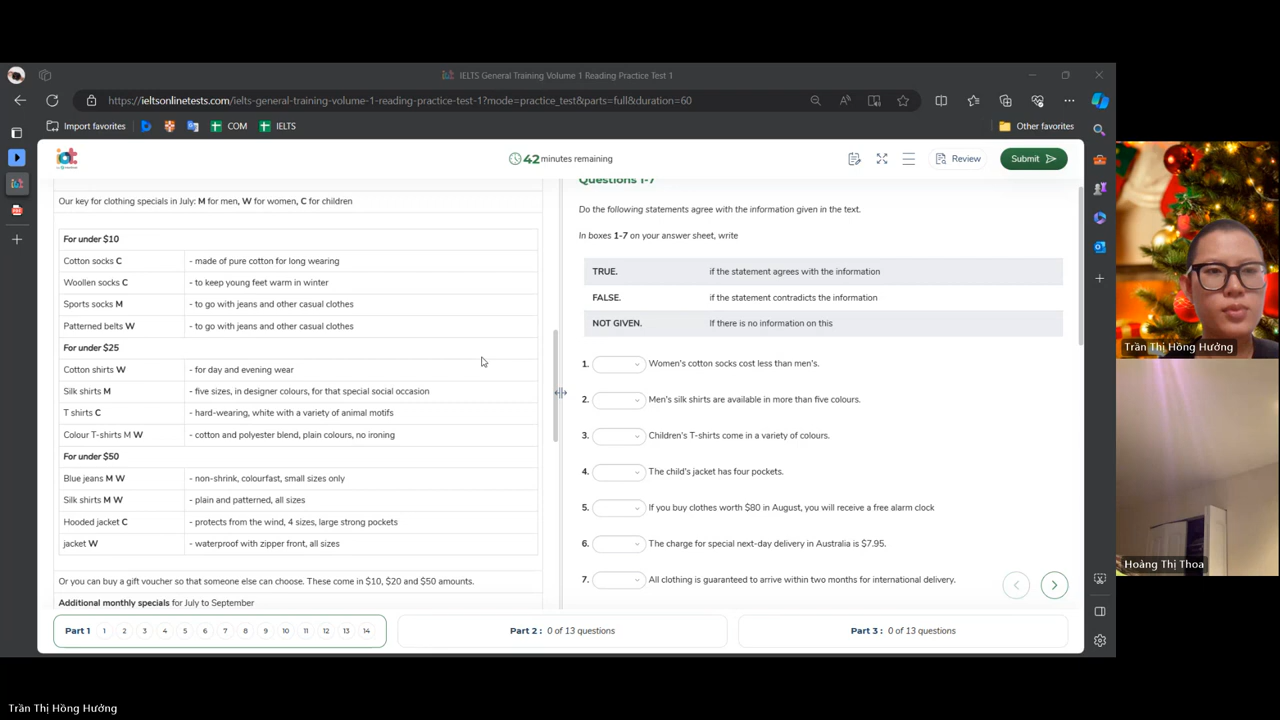 IELTS General Training Volume 1 Reading Practice Test 1
https://ieltsonlinetests.com/ielts-general-training-volume-1-reading-practice-test-1?mode=practice_test&parts=full&duration=60
Import favorites
COM
IELTS
Other favorites
iot
42 minutes remaining
Review
Submit
Our key for clothing specials in July: M for men, W for women, C for children
For under $10
Cotton socks C - made of pure cotton for long wearing
Woollen socks C - to keep young feet warm in winter
Sports socks M - to go with jeans and other casual clothes
Patterned belts W - to go with jeans and other casual clothes
For under $25
Cotton shirts W - for day and evening wear
Silk shirts M - five sizes, in designer colours, for that special social occasion
T shirts C - hard-wearing, white with a variety of animal motifs
Colour T-shirts M W - cotton and polyester blend, plain colours, no ironing
For under $50
Blue jeans M W - non-shrink, colourfast, small sizes only
Silk shirts M W - plain and patterned, all sizes
Hooded jacket C - protects from the wind, 4 sizes, large strong pockets
jacket W - waterproof with zipper front, all sizes
Or you can buy a gift voucher so that someone else can choose. These come in $10, $20 and $50 amounts.
Additional monthly specials for July to September
Questions 1-7
Do the following statements agree with the information given in the text.
In boxes 1-7 on your answer sheet, write
TRUE. if the statement agrees with the information
FALSE. if the statement contradicts the information
NOT GIVEN. If there is no information on this
1. Women's cotton socks cost less than men's.
2. Men's silk shirts are available in more than five colours.
3. Children's T-shirts come in a variety of colours.
4. The child's jacket has four pockets.
5. If you buy clothes worth $80 in August, you will receive a free alarm clock
6. The charge for special next-day delivery in Australia is $7.95.
7. All clothing is guaranteed to arrive within two months for international delivery.
Part 1 1 2 3 4 5 6 7 8 9 10 11 12 13 14
Part 2 : 0 of 13 questions
Part 3 : 0 of 13 questions
Trần Thị Hồng Hưởng
Hoàng Thị Thoa
Trần Thị Hồng Hưởng